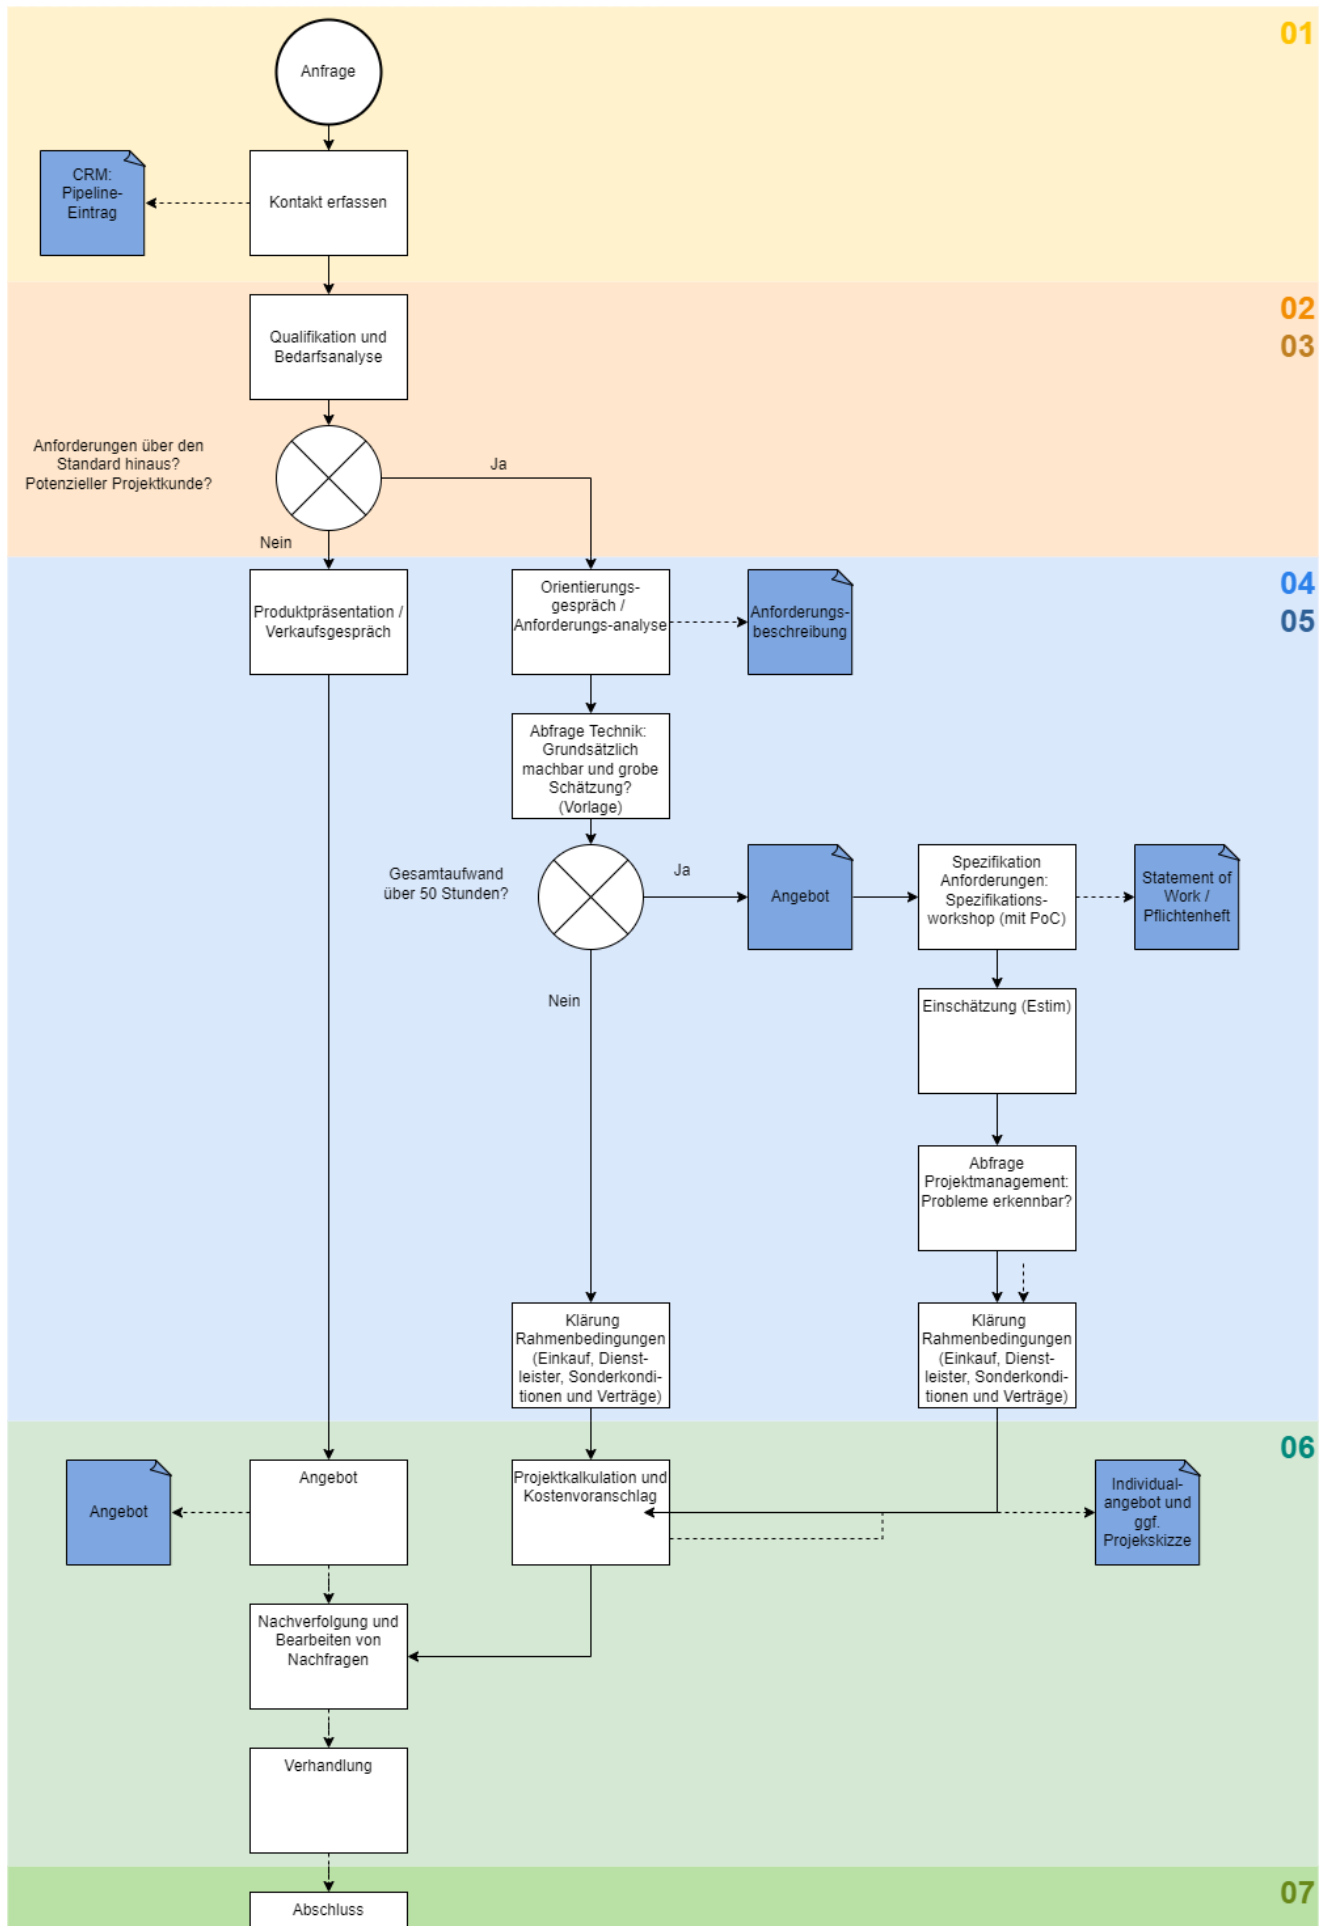 01
Anfrage
CRM:
Pipeline-
Eintrag
Kontakt erfassen
02
03
Qualifikation und
Bedarfsanalyse
Anforderungen über den
Standard hinaus?
Potenzieller Projektkunde?
Ja
Nein
04
05
Produktpräsentation /
Verkaufsgespräch
Orientierungs-
gespräch /
Anforderungs-analyse
Anforderungs-
beschreibung
Abfrage Technik:
Grundsätzlich
machbar und grobe
Schätzung?
(Vorlage)
Gesamtaufwand
über 50 Stunden?
Ja
Angebot
Spezifikation
Anforderungen:
Spezifikations-
workshop (mit PoC)
Statement of
Work /
Pflichtenheft
Nein
Einschätzung (Estim)
Abfrage
Projektmanagement:
Probleme erkennbar?
Klärung
Rahmenbedingungen
(Einkauf, Dienst-
leister, Sonderkondi-
tionen und Verträge)
Klärung
Rahmenbedingungen
(Einkauf, Dienst-
leister, Sonderkondi-
tionen und Verträge)
06
Angebot
Angebot
Projektkalkulation und
Kostenvoranschlag
Individual-
angebot und
ggf.
Projekskizze
Nachverfolgung und
Bearbeiten von
Nachfragen
Verhandlung
07
Abschluss